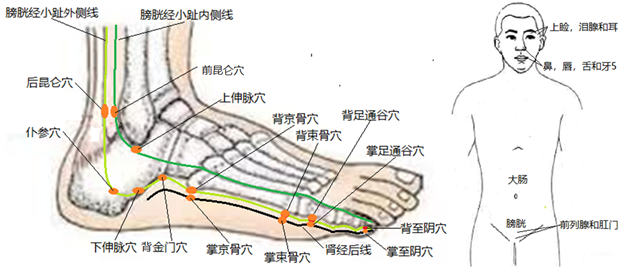 膀胱经小趾外侧线
膀胱经小趾内侧线
后昆仑穴
前昆仑穴
上伸脉穴
仆参穴
背京骨穴
背束骨穴
背足通谷穴
掌足通谷穴
下伸脉穴
背金门穴
掌京骨穴
掌束骨穴
肾经后线
掌至阴穴
背至阴穴
上睑，泪腺和耳
鼻，唇，舌和牙5
大肠
膀胱
前列腺和肛门